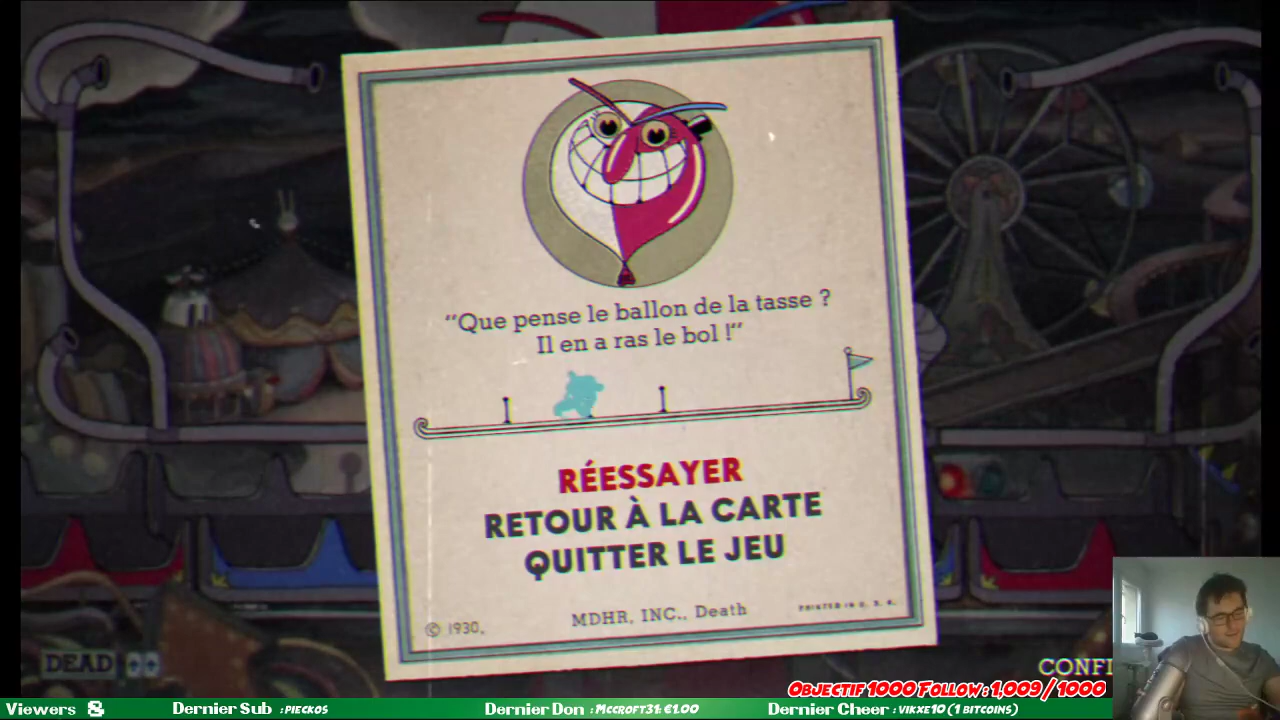 “Que pense le ballon de la tasse ?
Il en a ras le bol !”
RÉESSAYER
RETOUR À LA CARTE
QUITTER LE JEU
© 1930,
MDHR, INC., Death
PRINTED IN U. S. A.
DEAD
CONFI
OBJECTIF 1000 FOLLOW : 1,009 / 1000
Viewers 8
Dernier Sub : PIECKOS
Dernier Don : MCCROFT31: €1.00
Dernier Cheer : VIKXE10 (1 BITCOINS)